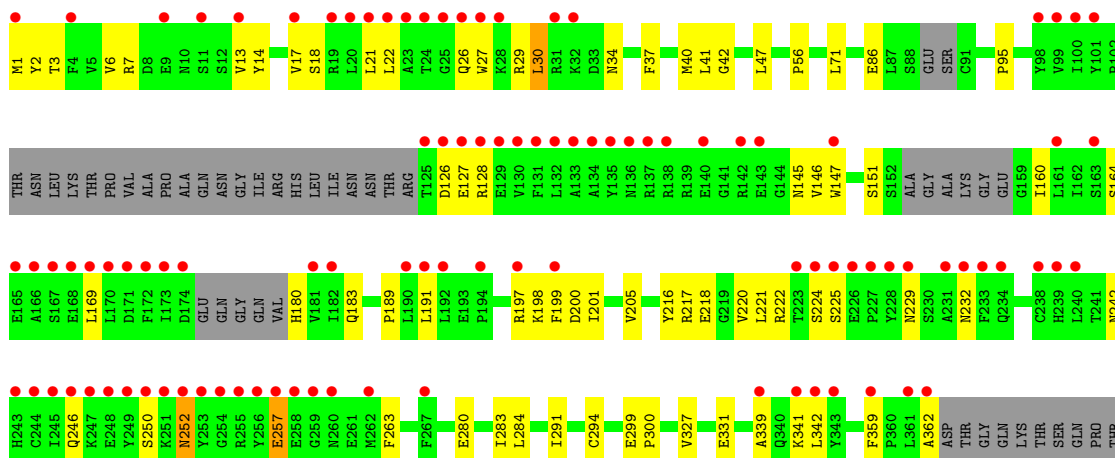 M1 Y2 T3 F4 V5 V6 R7 D8 E9 N10 S11 S12 V13 Y14 V17 S18 R19 L20 L21 L22 A23 T24 G25 Q26 W27 K28 R29 L30 R31 K32 D33 N34 F37 M40 L41 G42 L47 P56 L71 E86 L87 S88 GLU SER C91 P95 Y98 V99 I100 Y101
THR ASN LEU LYS THR PRO VAL ALA PRO ALA GLN ASN GLY ILE ARG HIS LEU ILE ASN ASN THR ARG T125 D126 E127 R128 E129 V130 F131 L132 A133 A134 Y135 N136 R137 R138 R139 E140 G141 R142 E143 G144 N145 V146 W147 S151 S152 ALA GLY ALA LYS GLY GLU G159 I160 L161 I162 S163 S164
E165 A166 S167 E168 L169 L170 D171 F172 I173 D174 GLU GLN GLY GLN VAL H180 V181 I182 Q183 P189 L190 L191 L192 E193 P194 R197 K198 F199 D200 I201 V205 Y216 R217 E218 G219 V220 L221 R222 T223 S224 S225 E226 P227 Y228 N229 S230 A231 N232 F233 Q234 C238 H239 L240 T241 N242
H243 C244 I245 Q246 K247 E248 Y249 S250 K251 N252 Y253 G254 R255 Y256 E257 E258 G259 N260 E261 M262 F263 F267 E280 I283 L284 I291 C294 E299 P300 V327 E331 A339 Q340 K341 L342 Y343 F359 P360 L361 A362 ASP THR GLY GLN LYS THR SER GLN PRO THR